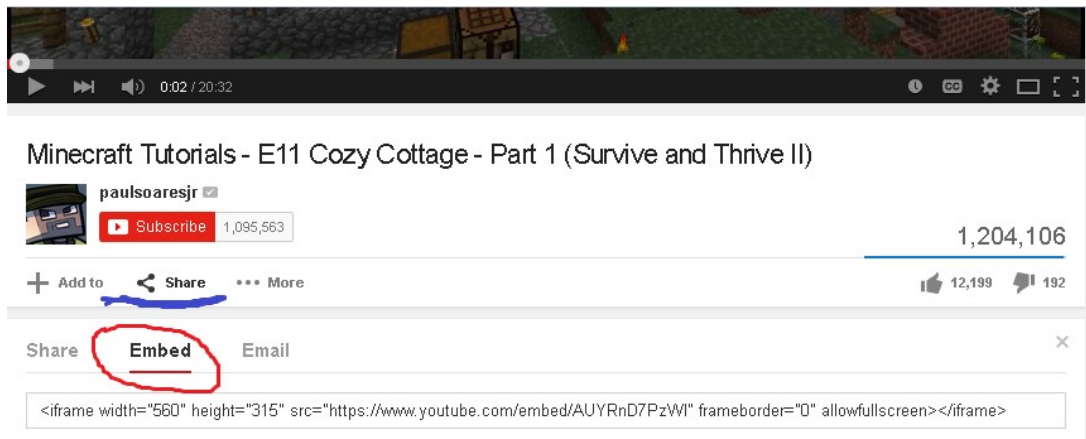 0:02 / 20:32
CC
Minecraft Tutorials - E11 Cozy Cottage - Part 1 (Survive and Thrive II)
paulsoaresjr
Subscribe 1,095,563
1,204,106
Add to Share More 12,199 192
Share Embed Email
<iframe width="560" height="315" src="https://www.youtube.com/embed/AUYRnD7PzWI" frameborder="0" allowfullscreen></iframe>